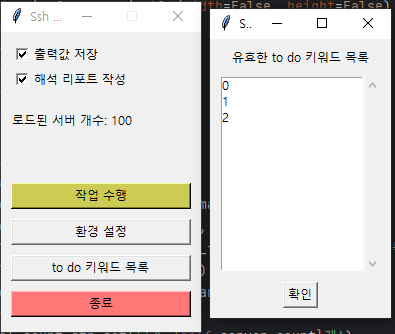 idth=False, height=False)
Ssh ...
S...
출력값 저장
해석 리포트 작성
로드된 서버 개수: 100
작업 수행
환경 설정
to do 키워드 목록
종료
유효한 to do 키워드 목록
0
1
2
확인